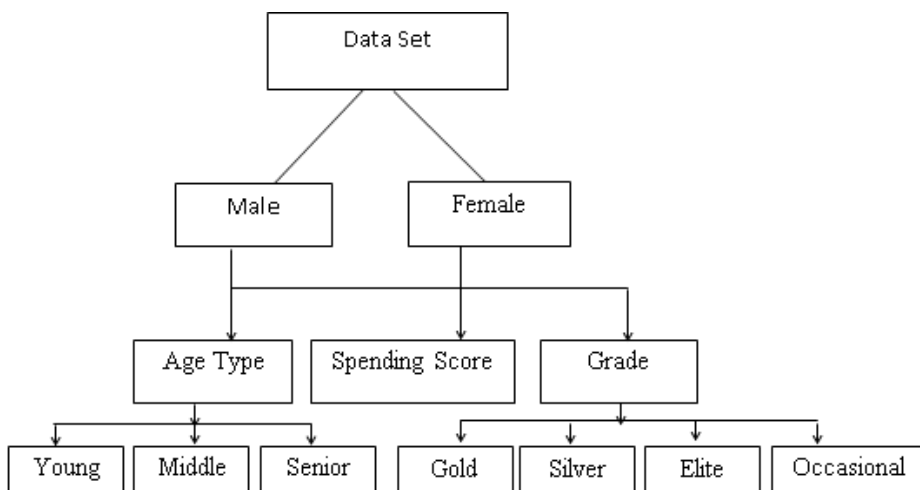 Data Set
Male
Female
Age Type
Spending Score
Grade
Young
Middle
Senior
Gold
Silver
Elite
Occasional